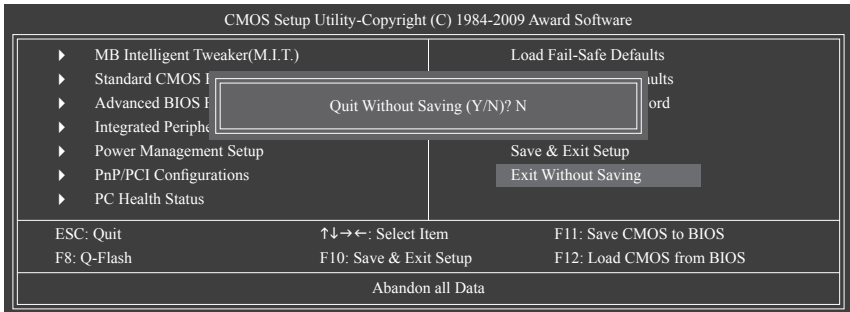 CMOS Setup Utility-Copyright (C) 1984-2009 Award Software
MB Intelligent Tweaker(M.I.T.)
Standard CMOS
Advanced BIOS
Integrated
Power Management Setup
PnP/PCI Configurations
PC Health Status
Load Fail-Safe Defaults
Save & Exit Setup
Exit Without Saving
Quit Without Saving (Y/N)? N
ESC: Quit ↑↓→←: Select Item F11: Save CMOS to BIOS
F8: Q-Flash F10: Save & Exit Setup F12: Load CMOS from BIOS
Abandon all Data